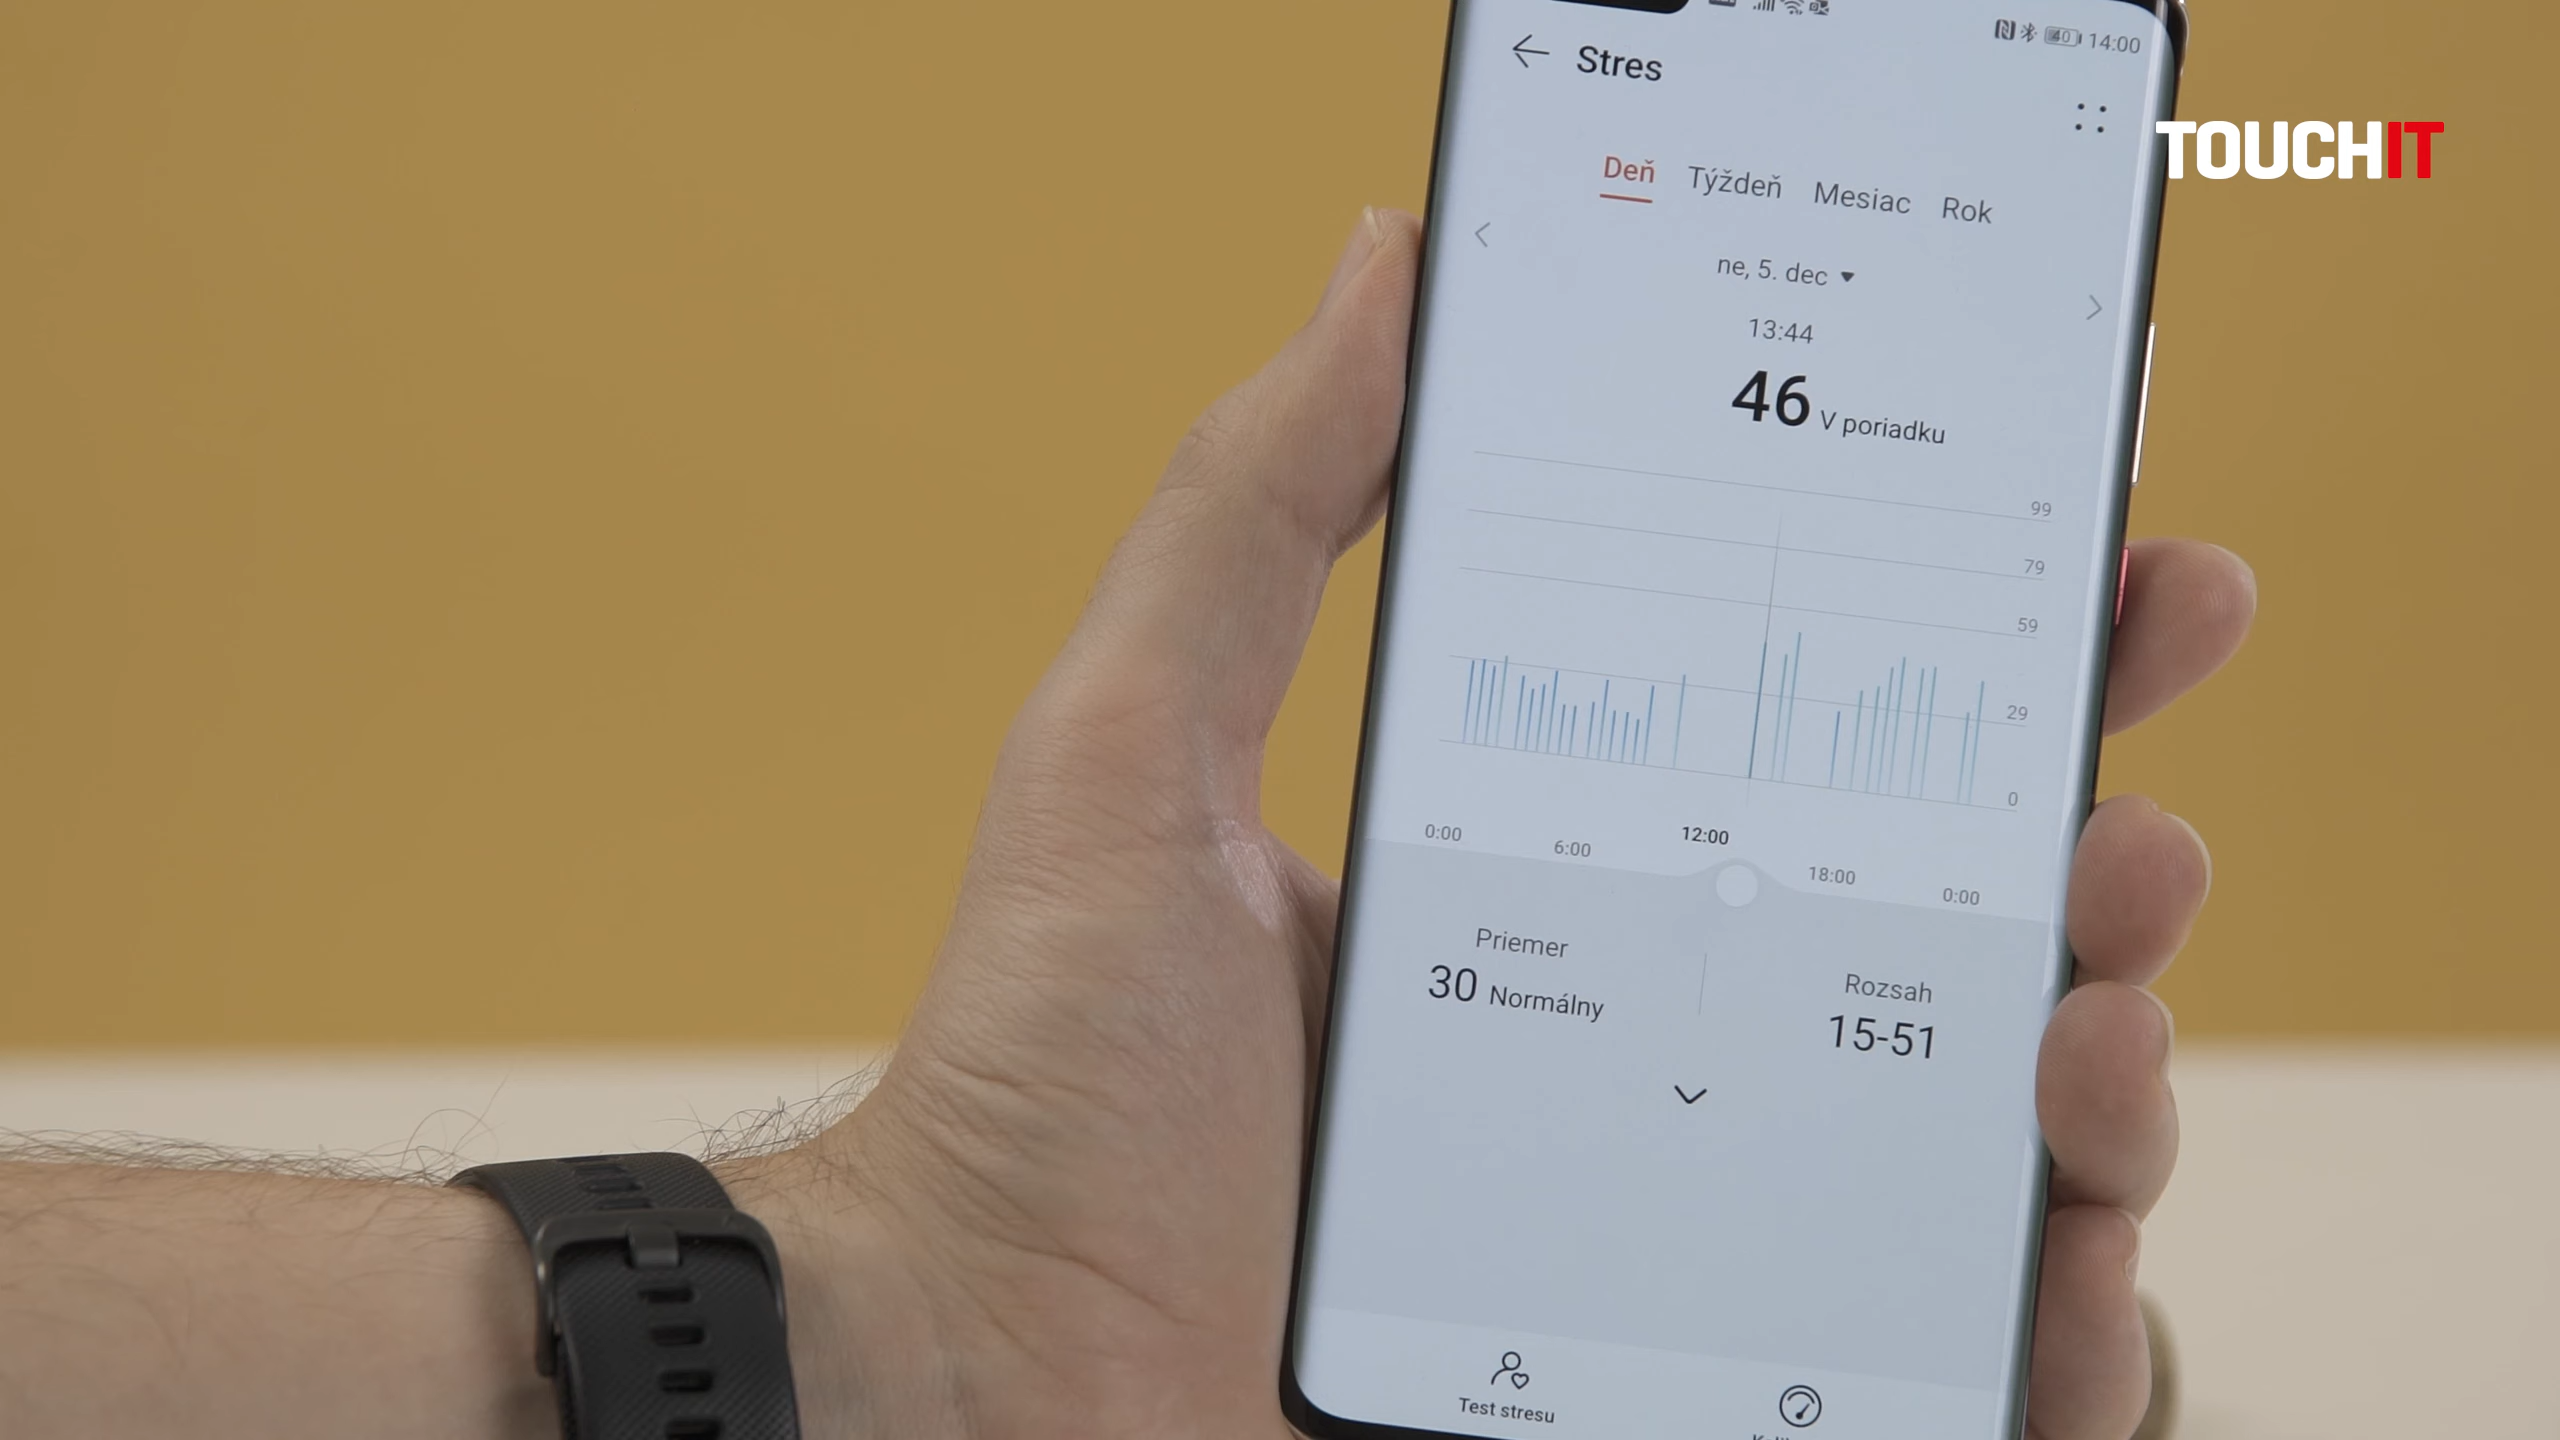 40 14:00
Stres
TOUCHIT
Deň Týždeň Mesiac Rok
ne, 5. dec
13:44
46 V poriadku
99
79
59
29
0
0:00 6:00 12:00 18:00 0:00
Priemer
30 Normálny
Rozsah
15-51
Test stresu